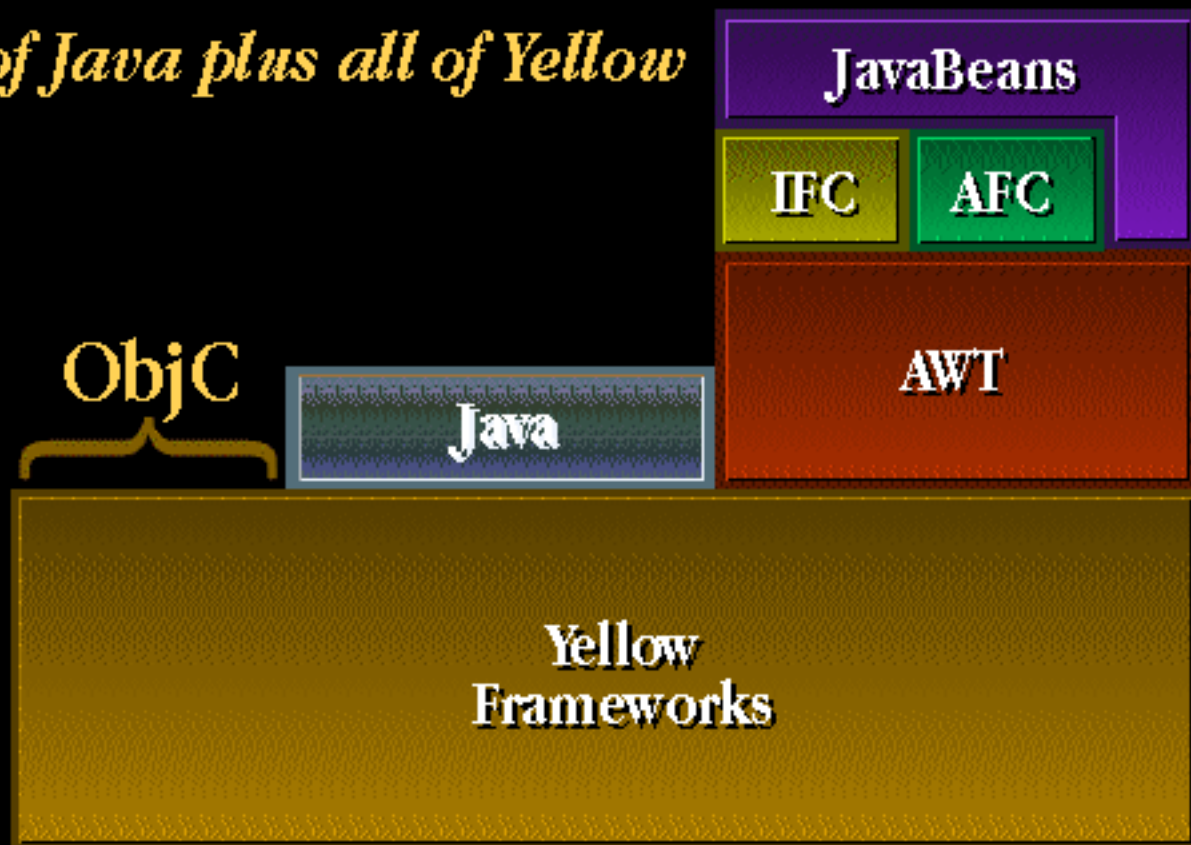 of Java plus all of Yellow
JavaBeans
IFC
AFC
AWT
ObjC
Java
Yellow
Frameworks